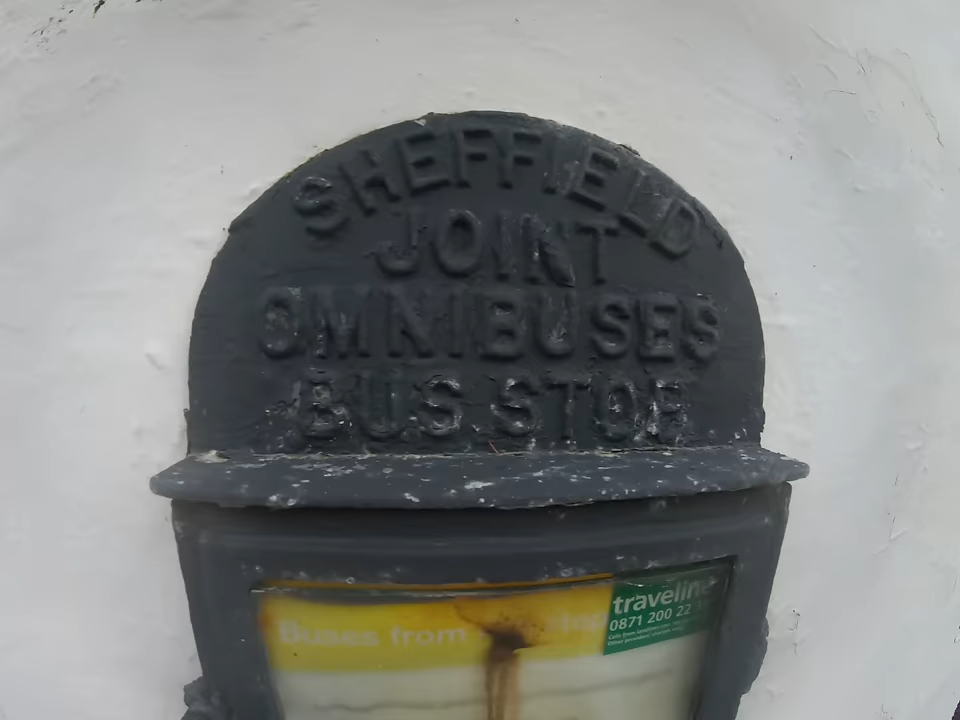 SHEFFIELD
JOINT
OMNIBUSES
BUS STOP
Buses from
traveline
0871 200 22